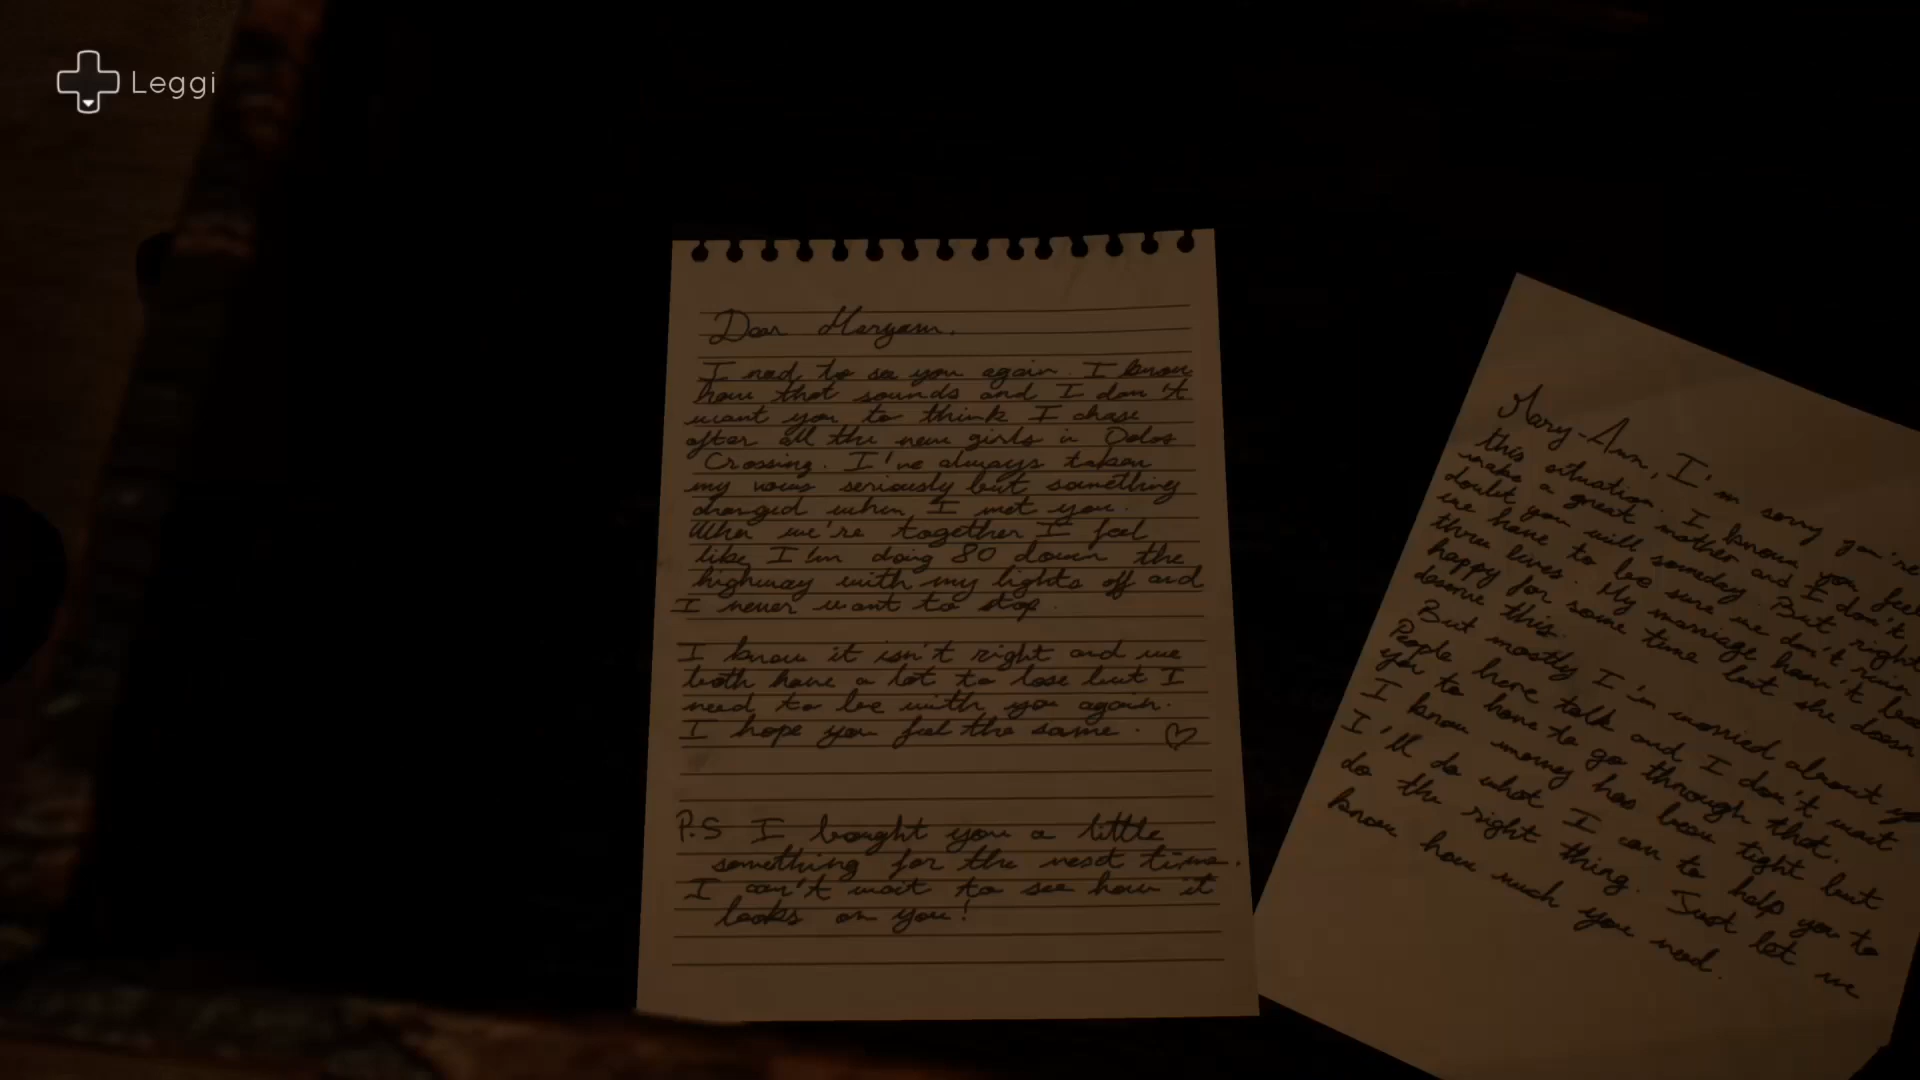 Leggi
Dear Maryann,
I need to see you again. I know
how that sounds and I don't
want you to think I chase
after all the new girls in Odos
Crossing. I've always taken
my vows seriously but something
changed when I met you.
When we're together I feel
like I'm doing 80 down the
highway with my lights off and
I never want to stop.
I know it isn't right and we
both have a lot to lose but I
need to be with you again.
I hope you feel the same. ♡
P.S I bought you a little
something for the next time.
I can't wait to see how it
looks on you!
Mary-Ann, I'm sorry you're
this situation. I know you feel
make a great mother and I don't
doubt you will someday. But right
we have to be sure we don't ruin
three lives. My marriage hasn't
happy for some time but she doesn
deserve this.
But mostly I'm worried about
People here talk and I don't want
you to have to go through that.
I know money has been tight but
I'll do what I can to help you to
do the right thing. Just let me
know how much you need.